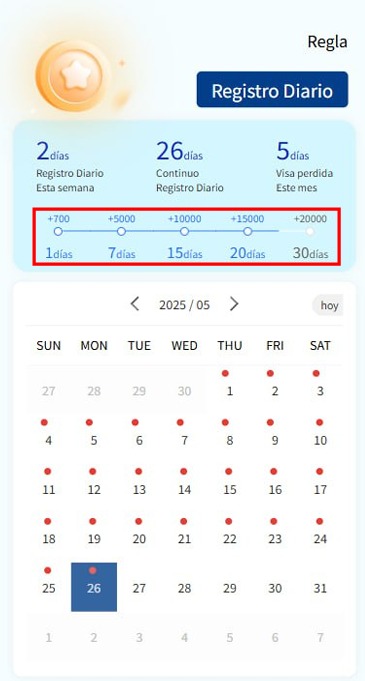 Regla
Registro Diario
2días 26días 5días
Registro Diario Continuo Visa perdida
Esta semana Registro Diario Este mes
+700 +5000 +10000 +15000 +20000
1días 7días 15días 20días 30días
2025 / 05 hoy
SUN MON TUE WED THU FRI SAT
27 28 29 30 1 2 3
4 5 6 7 8 9 10
11 12 13 14 15 16 17
18 19 20 21 22 23 24
25 26 27 28 29 30 31
1 2 3 4 5 6 7